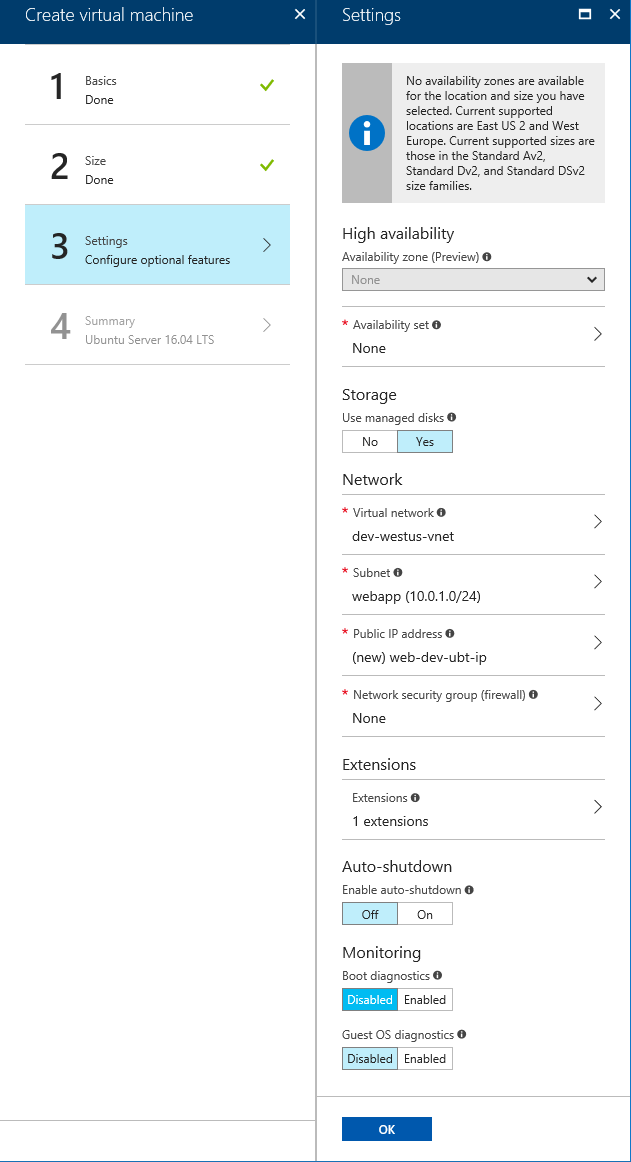 Create virtual machine
1
Basics
Done
2
Size
Done
3
Settings
Configure optional features
4
Summary
Ubuntu Server 16.04 LTS
Settings
No availability zones are available
for the location and size you have
selected. Current supported
locations are East US 2 and West
Europe. Current supported sizes are
those in the Standard Av2,
Standard Dv2, and Standard DSv2
size families.
High availability
Availability zone (Preview)
None
* Availability set
None
Storage
Use managed disks
No Yes
Network
* Virtual network
dev-westus-vnet
* Subnet
webapp (10.0.1.0/24)
* Public IP address
(new) web-dev-ubt-ip
* Network security group (firewall)
None
Extensions
Extensions
1 extensions
Auto-shutdown
Enable auto-shutdown
Off On
Monitoring
Boot diagnostics
Disabled Enabled
Guest OS diagnostics
Disabled Enabled
OK